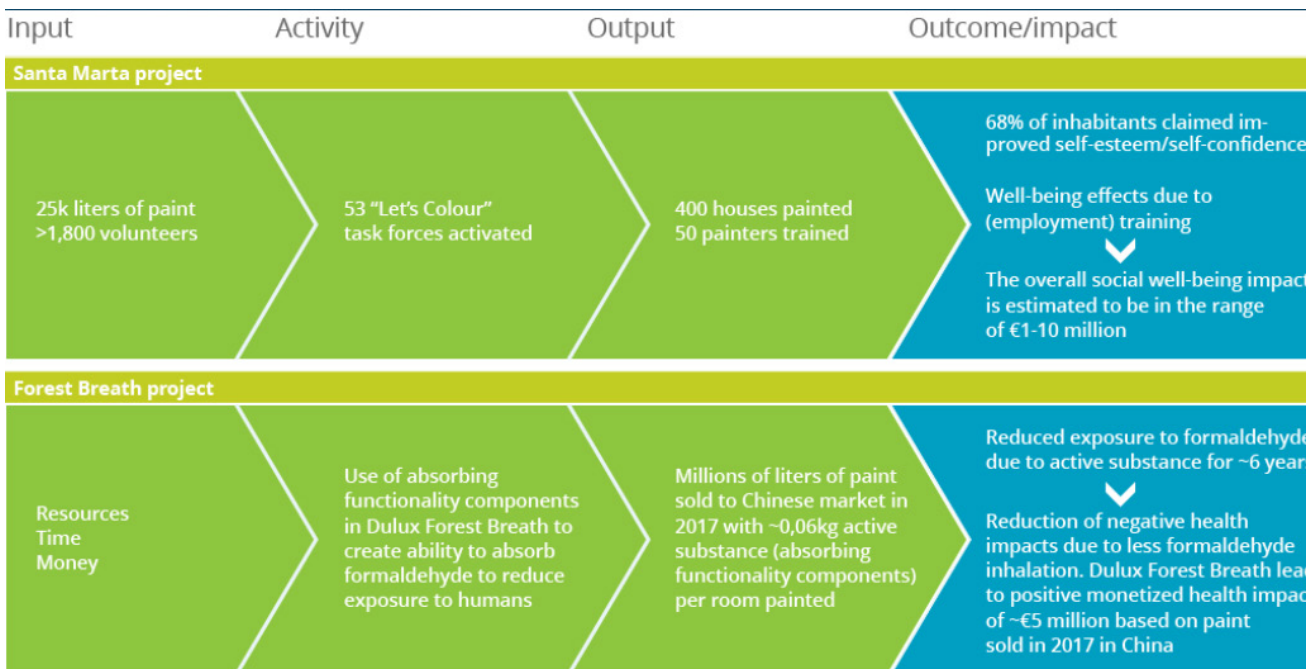 Input
Activity
Output
Outcome/impact
Santa Marta project
25k liters of paint
>1,800 volunteers
53 “Let’s Colour”
task forces activated
400 houses painted
50 painters trained
68% of inhabitants claimed im-
proved self-esteem/self-confidence
Well-being effects due to
(employment) training
The overall social well-being impact
is estimated to be in the range
of €1-10 million
Forest Breath project
Resources
Time
Money
Use of absorbing
functionality components
in Dulux Forest Breath to
create ability to absorb
formaldehyde to reduce
exposure to humans
Millions of liters of paint
sold to Chinese market in
2017 with ~0,06kg active
substance (absorbing
functionality components)
per room painted
Reduced exposure to formaldehyde
due to active substance for ~6 year
Reduction of negative health
impacts due to less formaldehyde
inhalation. Dulux Forest Breath lead
to positive monetized health impac
of ~€5 million based on paint
sold in 2017 in China